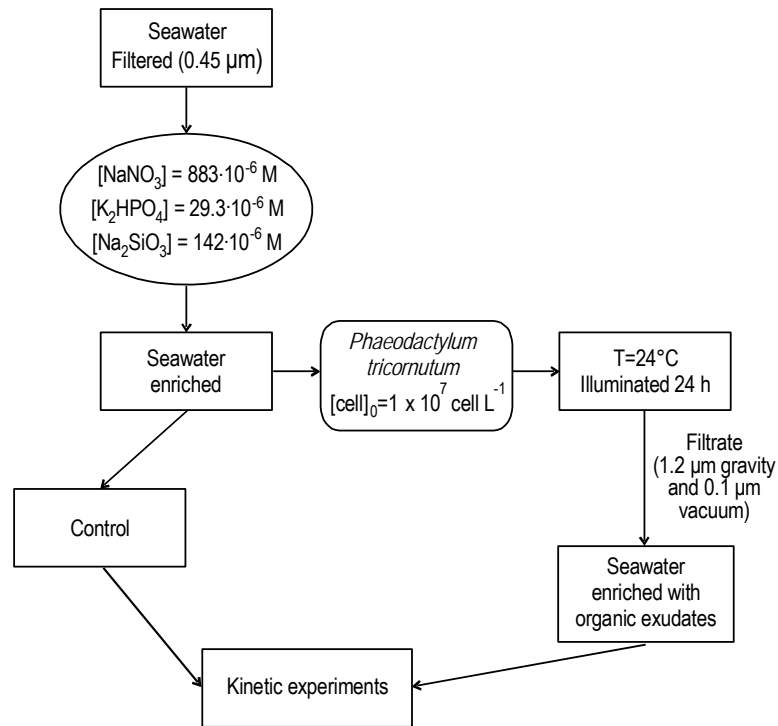 Seawater
Filtered (0.45 µm)
[NaNO₃] = 883·10⁻⁶ M
[K₂HPO₄] = 29.3·10⁻⁶ M
[Na₂SiO₃] = 142·10⁻⁶ M
Seawater
enriched
Phaeodactylum
tricornutum
[cell]₀=1 x 10⁷ cell L⁻¹
T=24°C
Illuminated 24 h
Filtrate
(1.2 µm gravity
and 0.1 µm
vacuum)
Control
Seawater
enriched with
organic exudates
Kinetic experiments